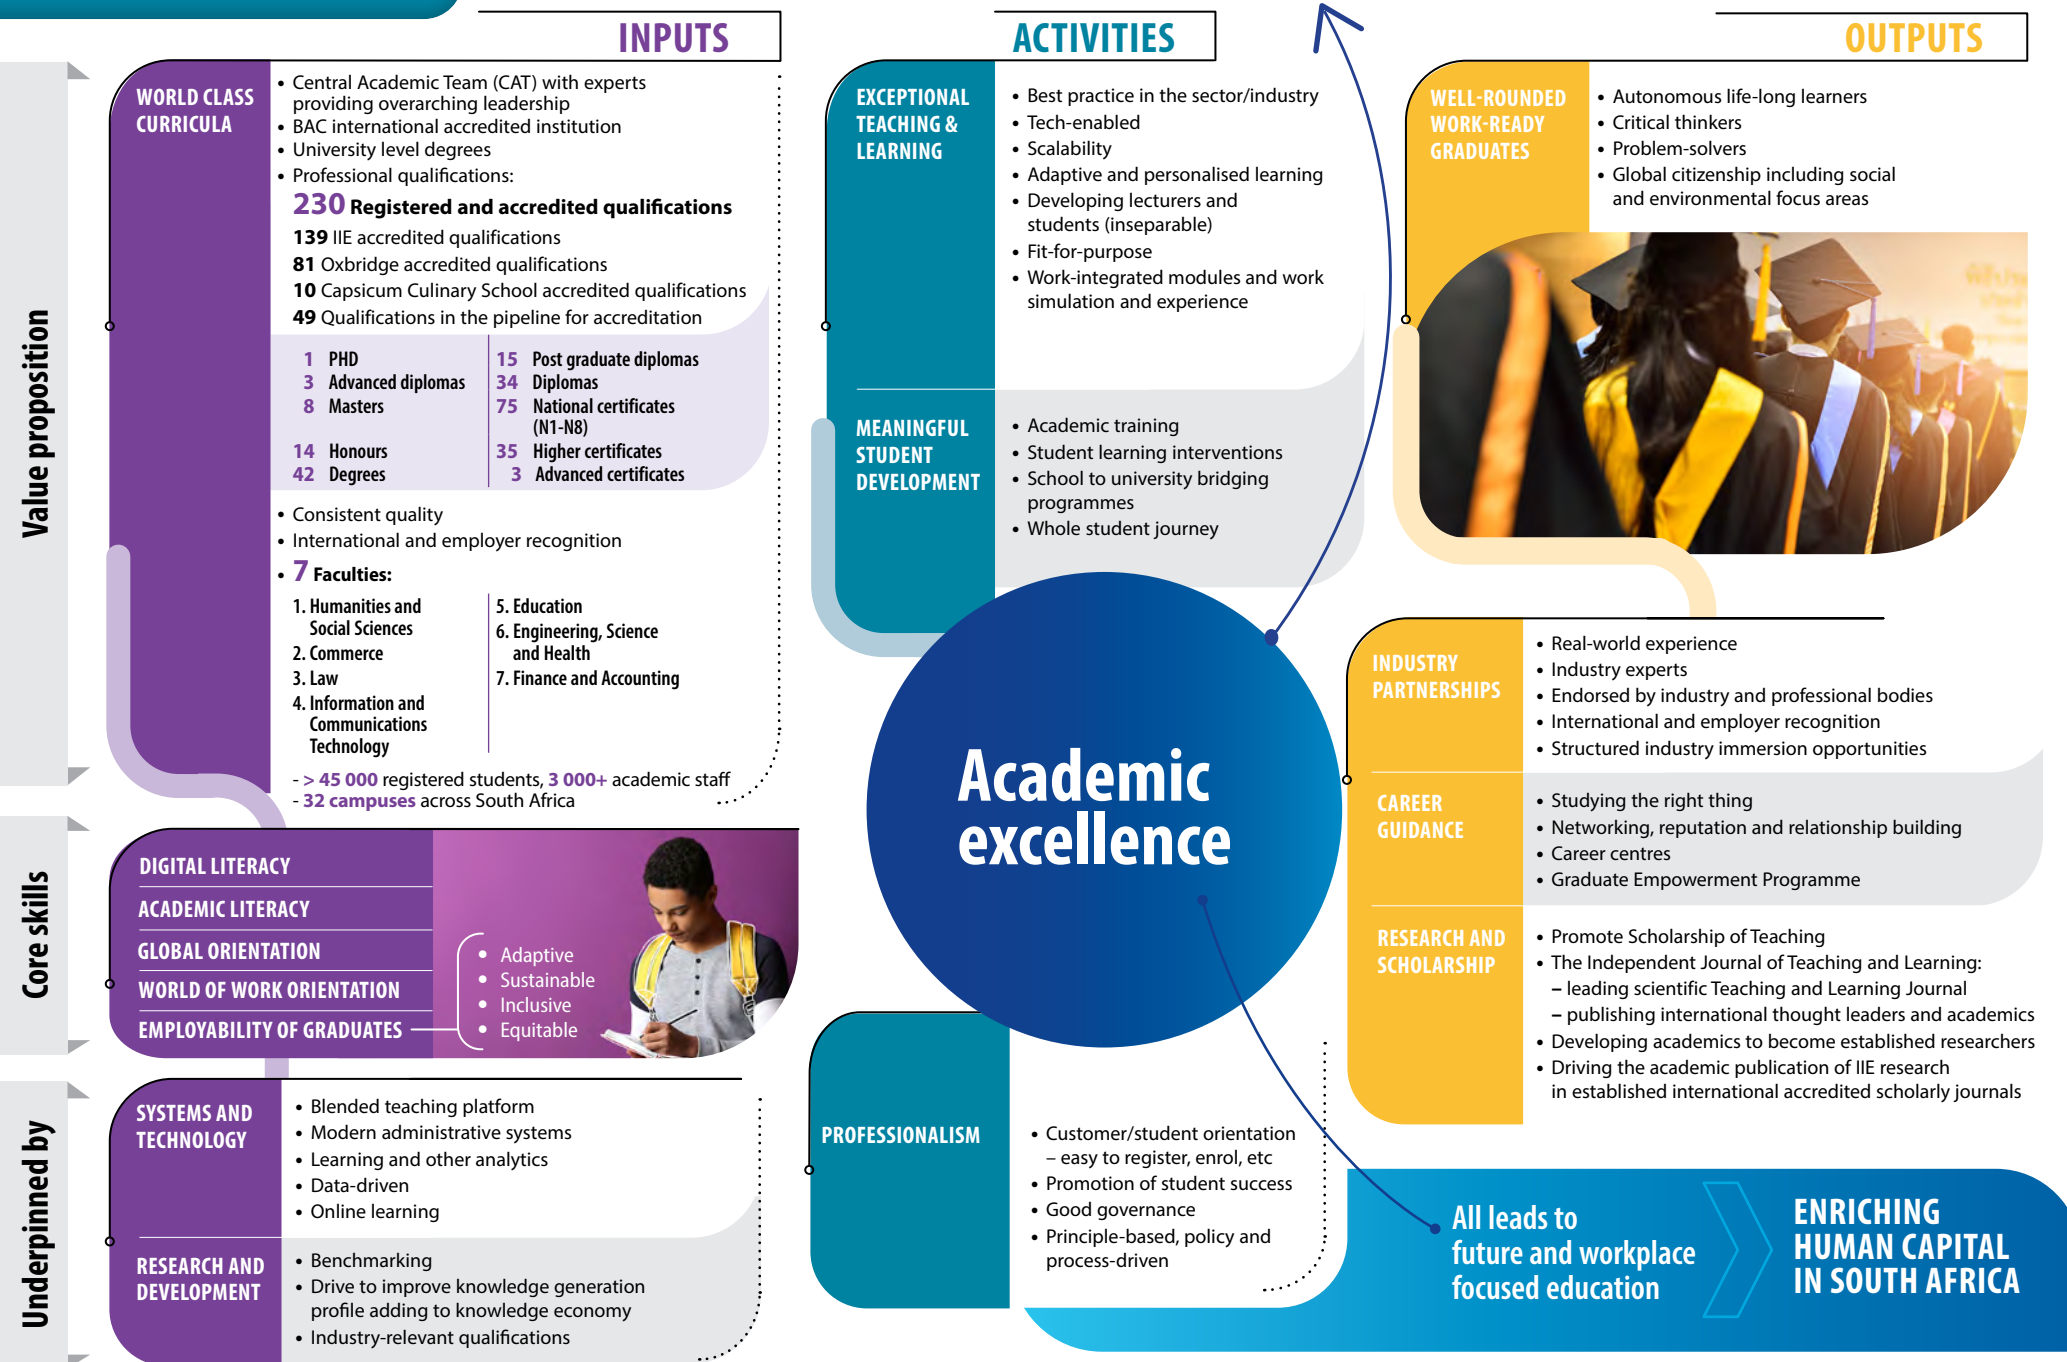 INPUTS
ACTIVITIES
OUTPUTS
Value proposition
WORLD CLASS
CURRICULA
• Central Academic Team (CAT) with experts
providing overarching leadership
• BAC international accredited institution
• University level degrees
• Professional qualifications:
230 Registered and accredited qualifications
139 IIE accredited qualifications
81 Oxbridge accredited qualifications
10 Capsicum Culinary School accredited qualifications
49 Qualifications in the pipeline for accreditation
1 PHD
3 Advanced diplomas
8 Masters
14 Honours
42 Degrees
15 Post graduate diplomas
34 Diplomas
75 National certificates
(N1-N8)
35 Higher certificates
3 Advanced certificates
• Consistent quality
• International and employer recognition
• 7 Faculties:
1. Humanities and
Social Sciences
2. Commerce
3. Law
4. Information and
Communications
Technology
5. Education
6. Engineering, Science
and Health
7. Finance and Accounting
- > 45 000 registered students, 3 000+ academic staff
- 32 campuses across South Africa
Core skills
DIGITAL LITERACY
ACADEMIC LITERACY
GLOBAL ORIENTATION
WORLD OF WORK ORIENTATION
EMPLOYABILITY OF GRADUATES
• Adaptive
• Sustainable
• Inclusive
• Equitable
Underpinned by
SYSTEMS AND
TECHNOLOGY
• Blended teaching platform
• Modern administrative systems
• Learning and other analytics
• Data-driven
• Online learning
RESEARCH AND
DEVELOPMENT
• Benchmarking
• Drive to improve knowledge generation
profile adding to knowledge economy
• Industry-relevant qualifications
EXCEPTIONAL
TEACHING &
LEARNING
• Best practice in the sector/industry
• Tech-enabled
• Scalability
• Adaptive and personalised learning
• Developing lecturers and
students (inseparable)
• Fit-for-purpose
• Work-integrated modules and work
simulation and experience
MEANINGFUL
STUDENT
DEVELOPMENT
• Academic training
• Student learning interventions
• School to university bridging
programmes
• Whole student journey
Academic
excellence
PROFESSIONALISM
• Customer/student orientation
– easy to register, enrol, etc
• Promotion of student success
• Good governance
• Principle-based, policy and
process-driven
WELL-ROUNDED
WORK-READY
GRADUATES
• Autonomous life-long learners
• Critical thinkers
• Problem-solvers
• Global citizenship including social
and environmental focus areas
INDUSTRY
PARTNERSHIPS
• Real-world experience
• Industry experts
• Endorsed by industry and professional bodies
• International and employer recognition
• Structured industry immersion opportunities
CAREER
GUIDANCE
• Studying the right thing
• Networking, reputation and relationship building
• Career centres
• Graduate Empowerment Programme
RESEARCH AND
SCHOLARSHIP
• Promote Scholarship of Teaching
• The Independent Journal of Teaching and Learning:
– leading scientific Teaching and Learning Journal
– publishing international thought leaders and academics
• Developing academics to become established researchers
• Driving the academic publication of IIE research
in established international accredited scholarly journals
All leads to
future and workplace
focused education
ENRICHING
HUMAN CAPITAL
IN SOUTH AFRICA